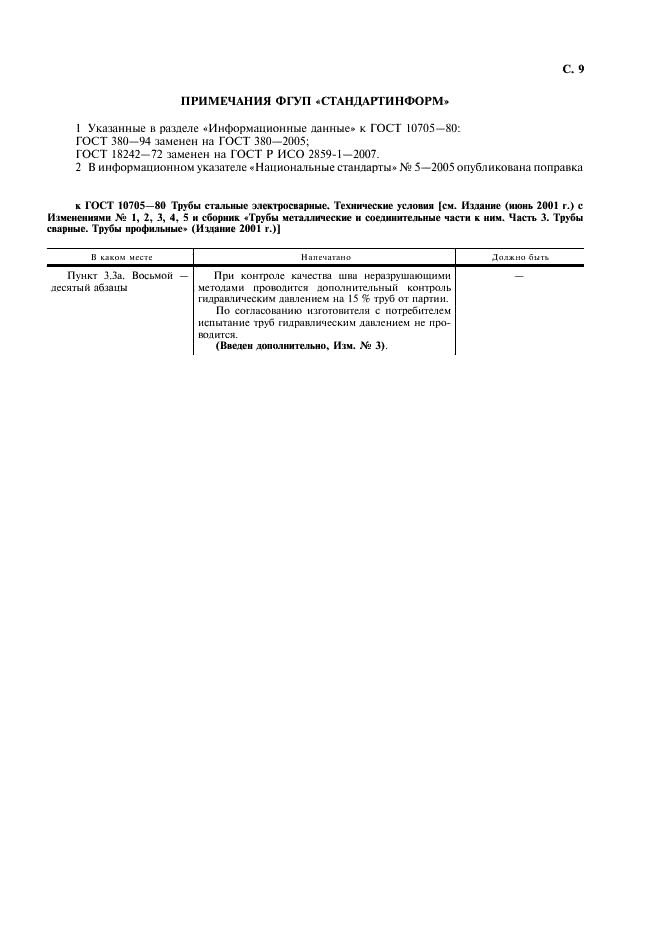 С. 9
ПРИМЕЧАНИЯ ФГУП «СТАНДАРТИНФОРМ»
1 Указанные в разделе «Информационные данные» к ГОСТ 10705—80:
ГОСТ 380—94 заменен на ГОСТ 380—2005;
ГОСТ 18242—72 заменен на ГОСТ Р ИСО 2859-1—2007.
2 В информационном указателе «Национальные стандарты» № 5—2005 опубликована поправка
к ГОСТ 10705—80 Трубы стальные электросварные. Технические условия [см. Издание (июнь 2001 г.) с
Изменениями № 1, 2, 3, 4, 5 и сборник «Трубы металлические и соединительные части к ним. Часть 3. Трубы
сварные. Трубы профильные» (Издание 2001 г.)]
В каком месте
Напечатано
Должно быть
Пункт 3.3а. Восьмой —
десятый абзацы
При контроле качества шва неразрушающими
методами проводится дополнительный контроль
гидравлическим давлением на 15 % труб от партии.
По согласованию изготовителя с потребителем
испытание труб гидравлическим давлением не про-
водится.
(Введен дополнительно, Изм. № 3).
—